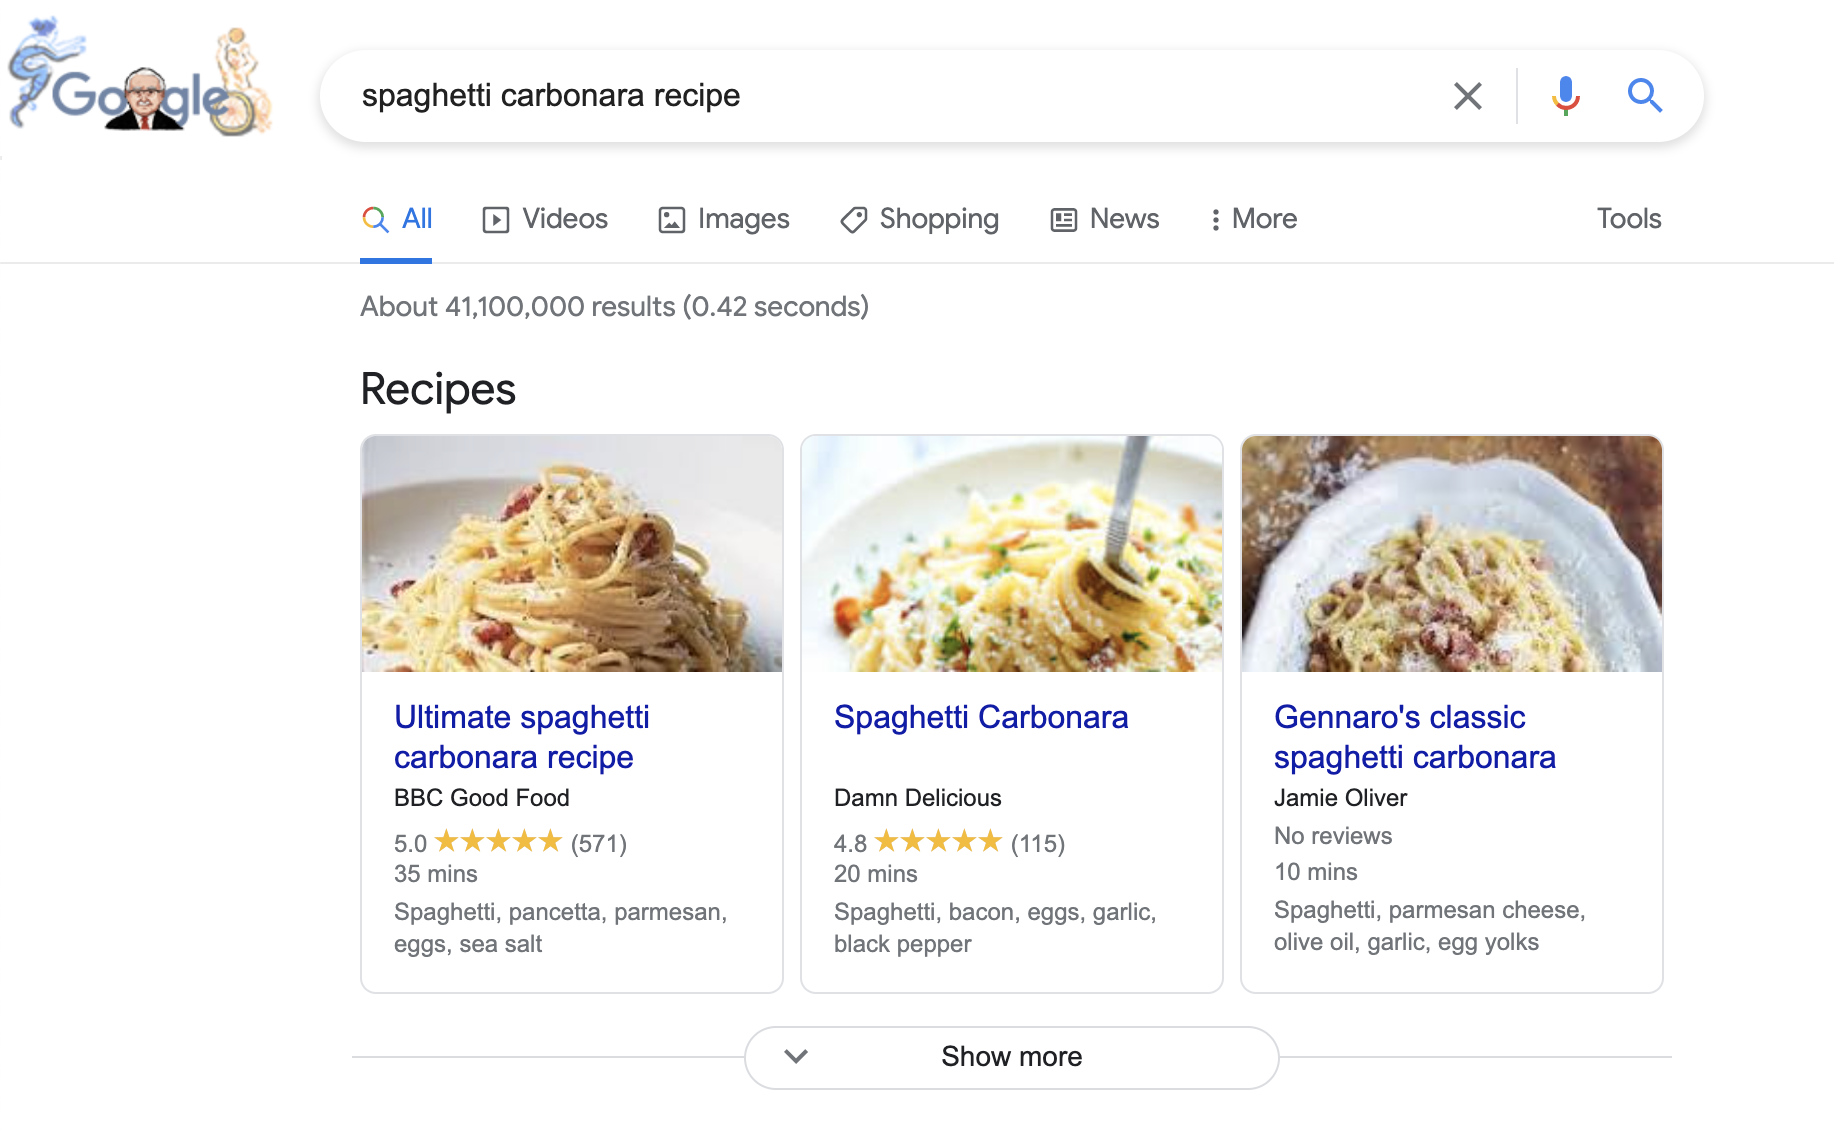 Google
spaghetti carbonara recipe
All
Videos
Images
Shopping
News
More
Tools
About 41,100,000 results (0.42 seconds)
Recipes
Ultimate spaghetti
carbonara recipe
BBC Good Food
5.0 ★★★★★ (571)
35 mins
Spaghetti, pancetta, parmesan,
eggs, sea salt
Spaghetti Carbonara
Damn Delicious
4.8 ★★★★★ (115)
20 mins
Spaghetti, bacon, eggs, garlic,
black pepper
Gennaro's classic
spaghetti carbonara
Jamie Oliver
No reviews
10 mins
Spaghetti, parmesan cheese,
olive oil, garlic, egg yolks
Show more